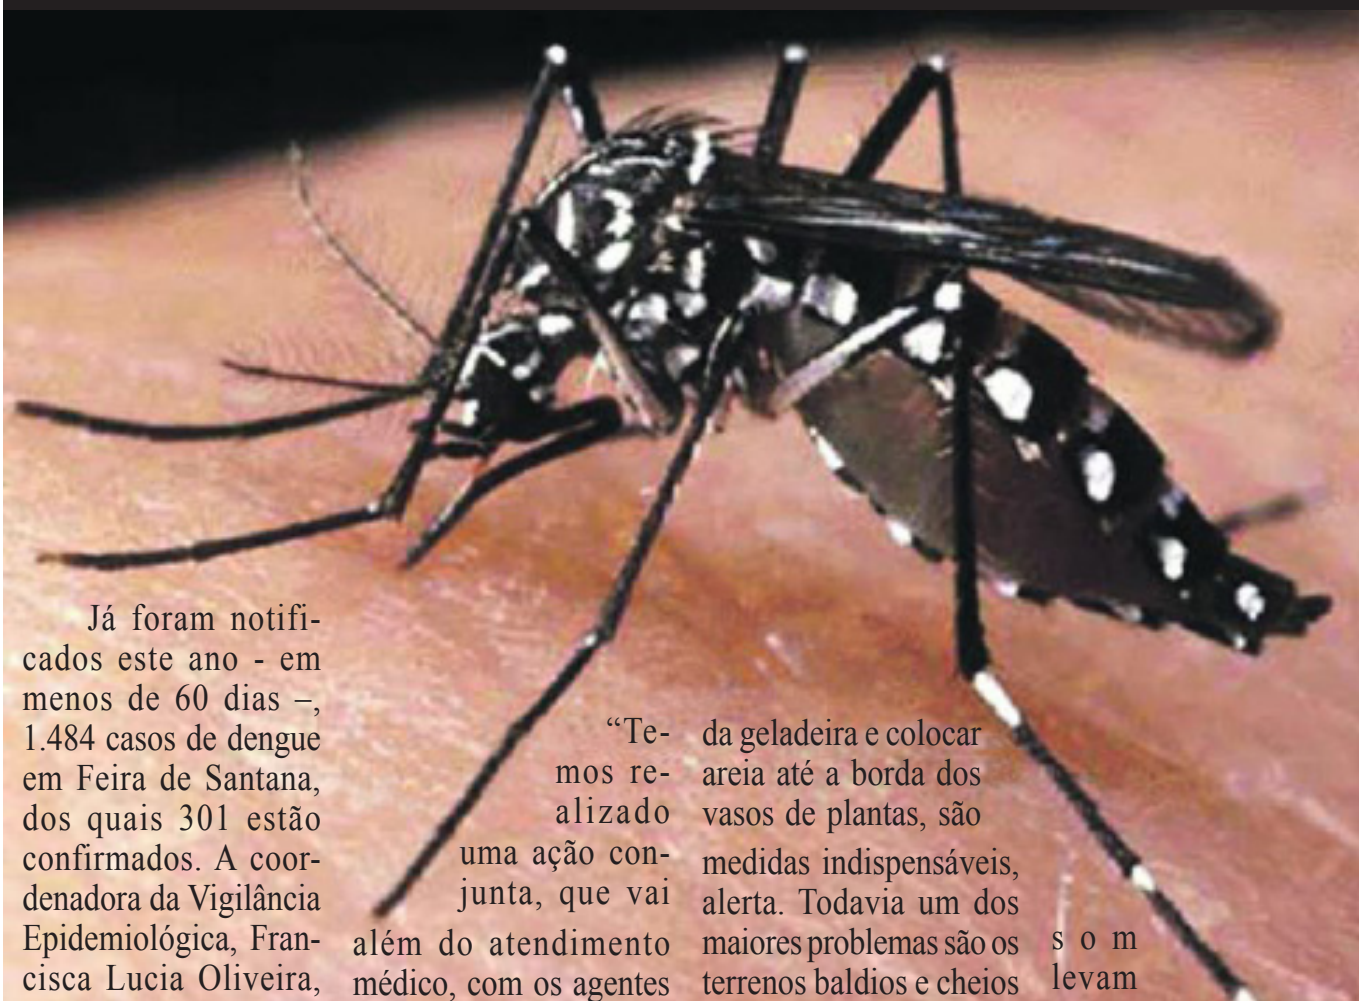 Já foram notifi-
cados este ano - em
menos de 60 dias –,
1.484 casos de dengue
em Feira de Santana,
dos quais 301 estão
confirmados. A coor-
denadora da Vigilância
Epidemiológica, Fran-
cisca Lucia Oliveira,
“Te-
mos re-
alizado
uma ação con-
junta, que vai
além do atendimento
médico, com os agentes
da geladeira e colocar
areia até a borda dos
vasos de plantas, são
medidas indispensáveis,
alerta. Todavia um dos
maiores problemas são os
terrenos baldios e cheios
s o m
levam